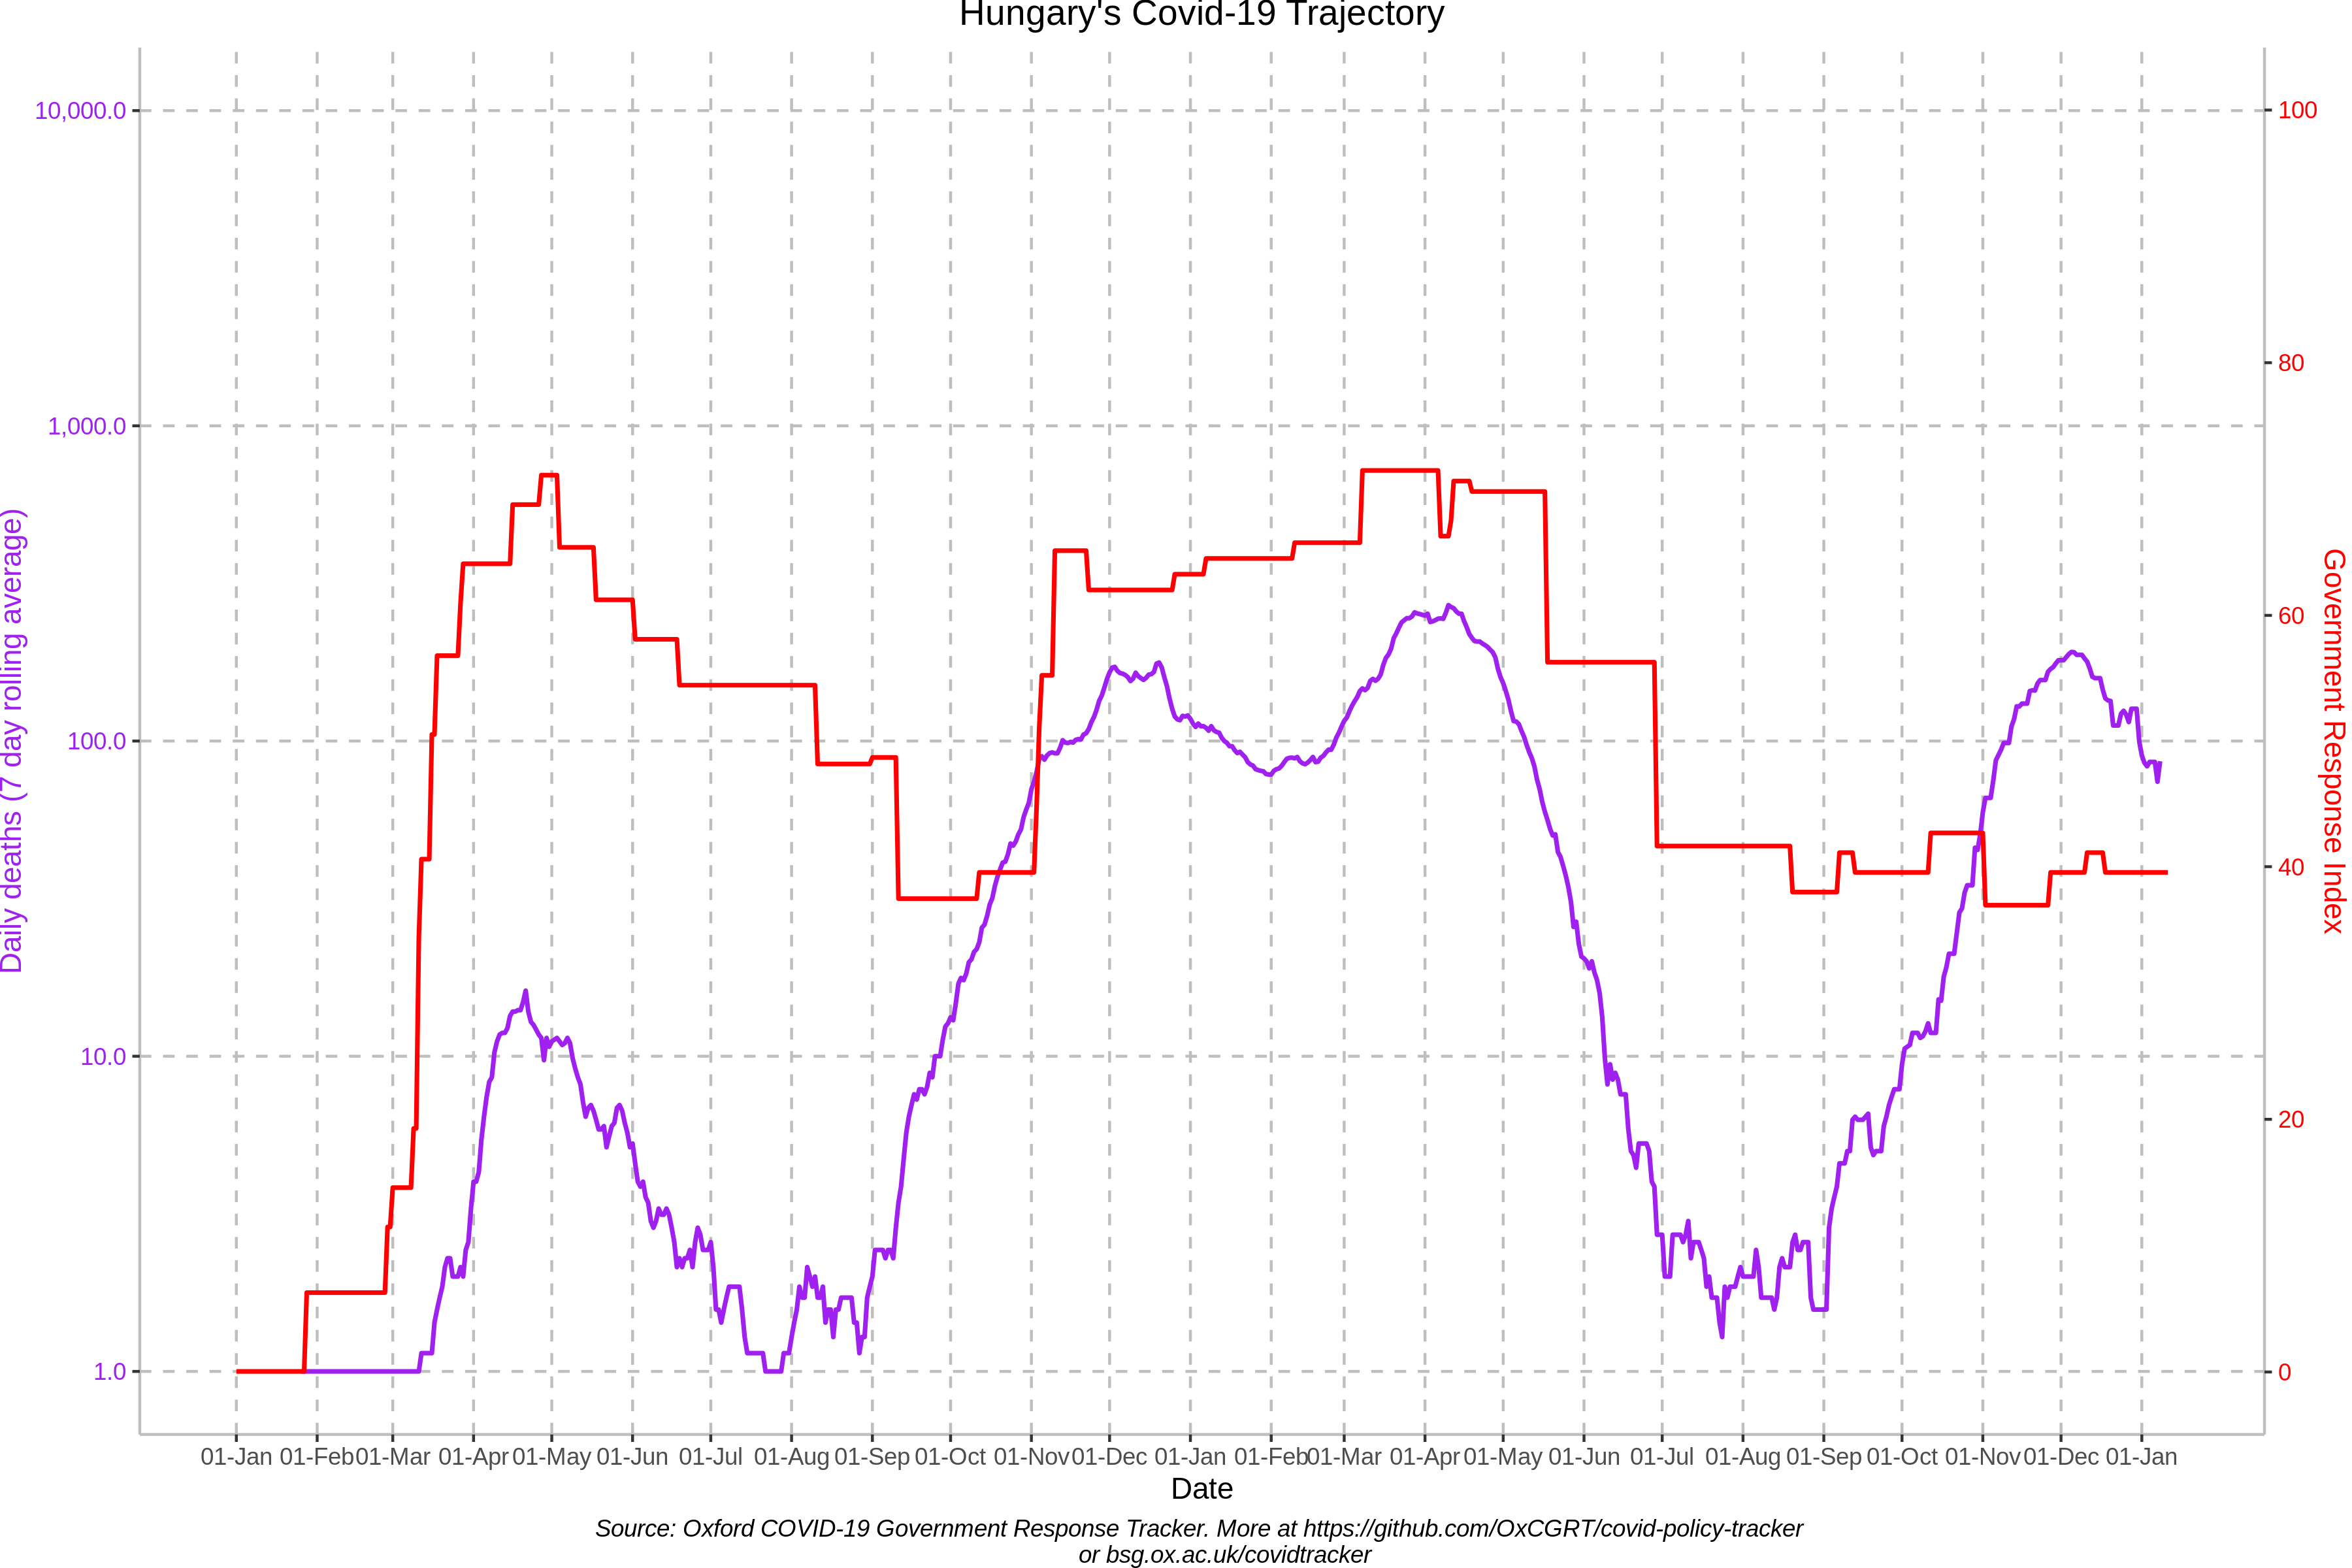 Hungary's Covid-19 Trajectory
10,000.0
1,000.0
100.0
10.0
1.0
Daily deaths (7 day rolling average)
100
80
60
40
20
0
Government Response Index
01-Jan 01-Feb 01-Mar 01-Apr 01-May 01-Jun 01-Jul 01-Aug 01-Sep 01-Oct 01-Nov 01-Dec 01-Jan 01-Feb 01-Mar 01-Apr 01-May 01-Jun 01-Jul 01-Aug 01-Sep 01-Oct 01-Nov 01-Dec 01-Jan
Date
Source: Oxford COVID-19 Government Response Tracker. More at https://github.com/OxCGRT/covid-policy-tracker
or bsg.ox.ac.uk/covidtracker